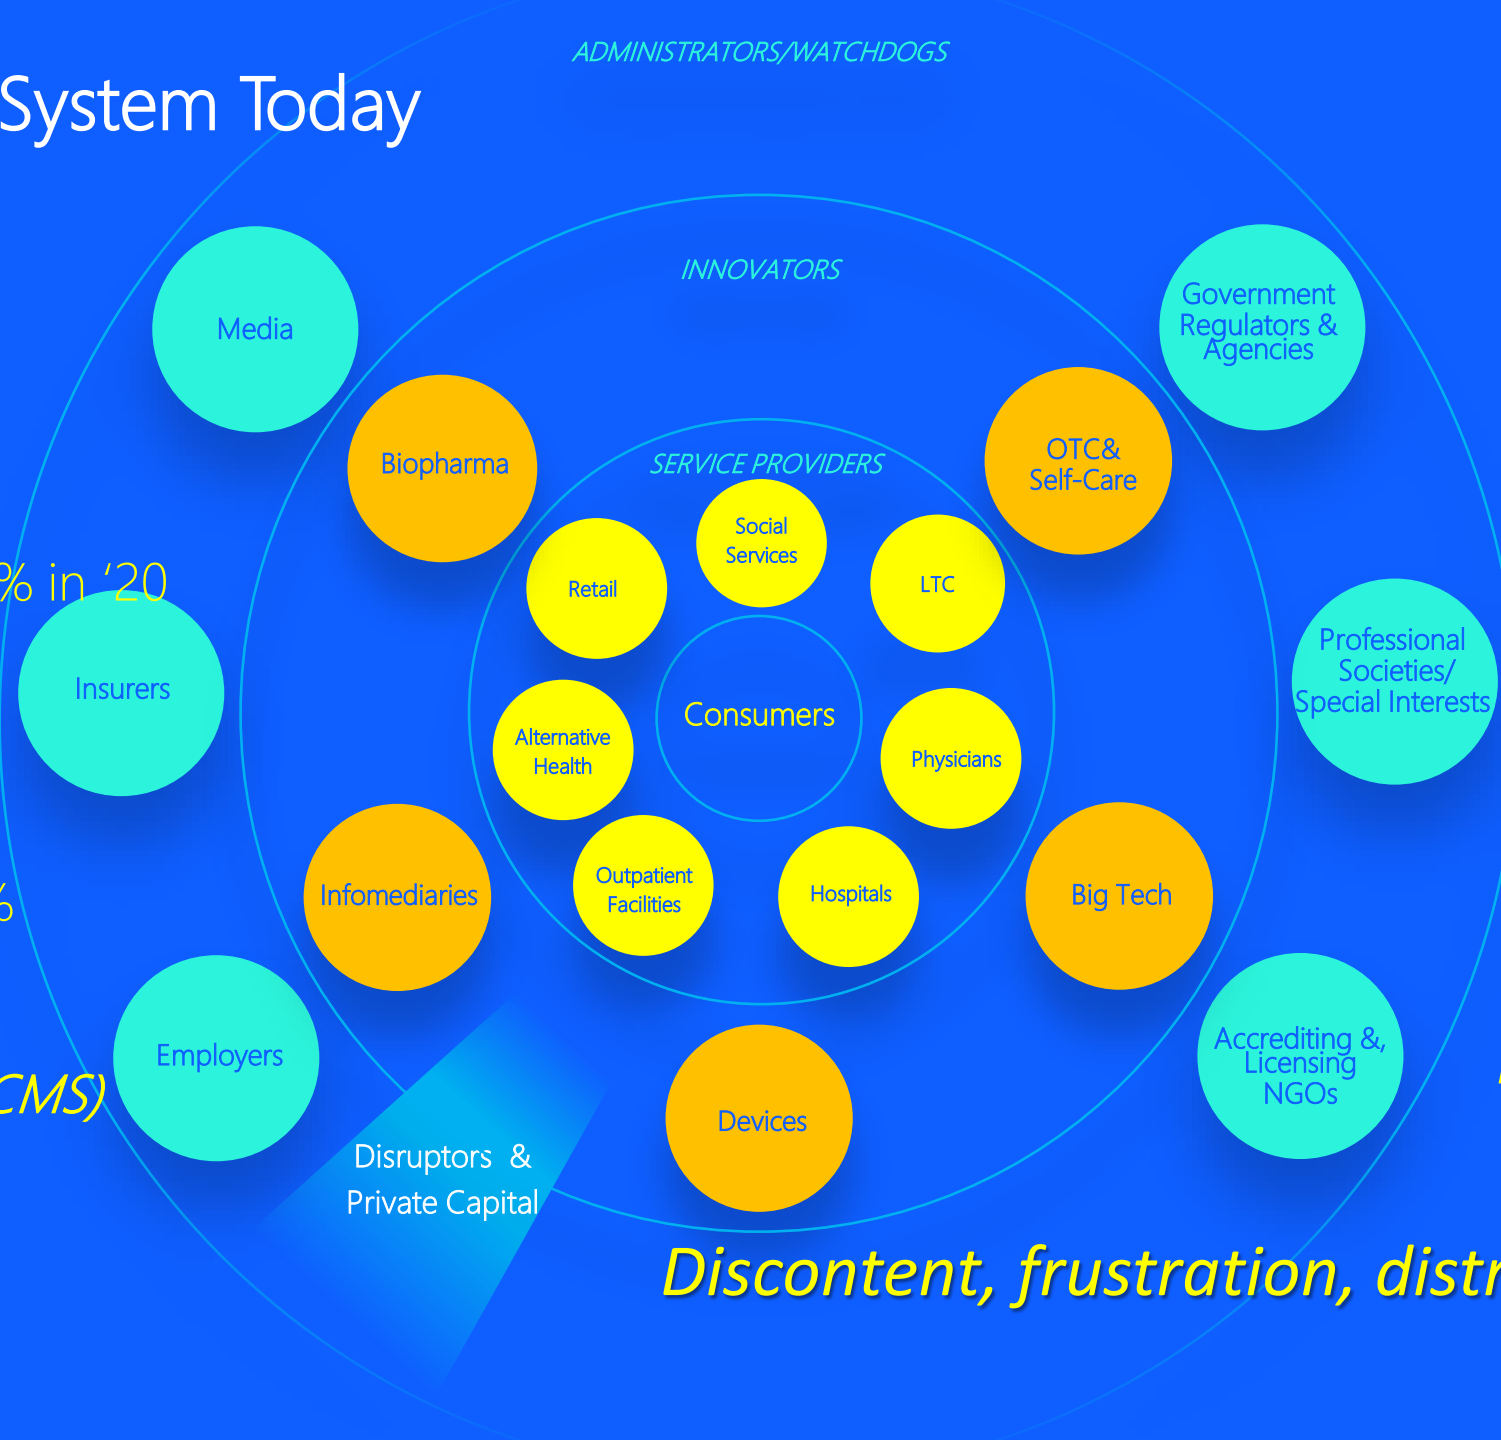 ADMINISTRATORS/WATCHDOGS
System Today
INNOVATORS
Media
Government
Regulators &
Agencies
Biopharma
OTC&
Self-Care
SERVICE PROVIDERS
Social
Services
Retail
LTC
% in ‘20
Insurers
Professional
Societies/
Special Interests
Consumers
Alternative
Health
Physicians
Outpatient
Facilities
Hospitals
Infomediaries
Big Tech
%
Employers
CMS)
Accrediting &,
Licensing
NGOs
Devices
Disruptors &
Private Capital
Discontent, frustration,